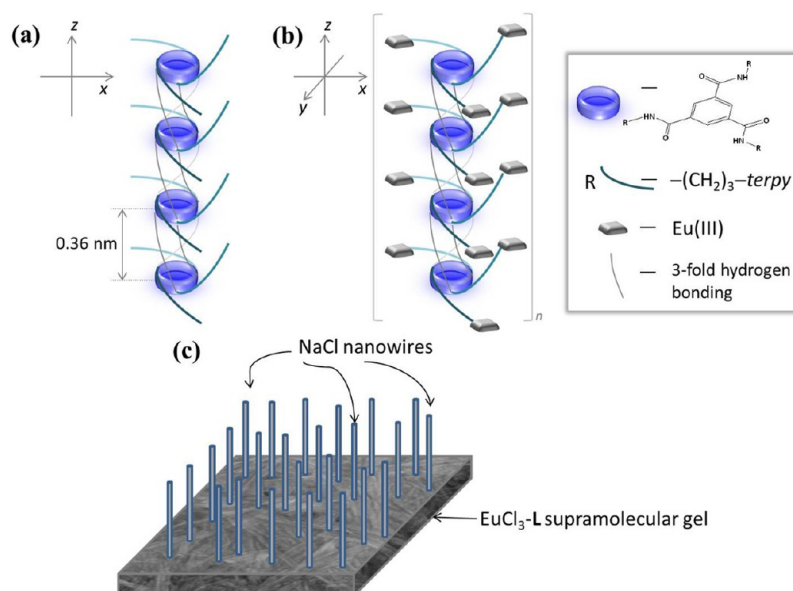 (a)
z
x
0.36 nm
(b)
z
x
y
n
O
NH
R
R
HN
O
O
HN
R
R
–(CH₂)₃–terpy
Eu(III)
3-fold hydrogen
bonding
(c)
NaCl nanowires
EuCl₃-L supramolecular gel